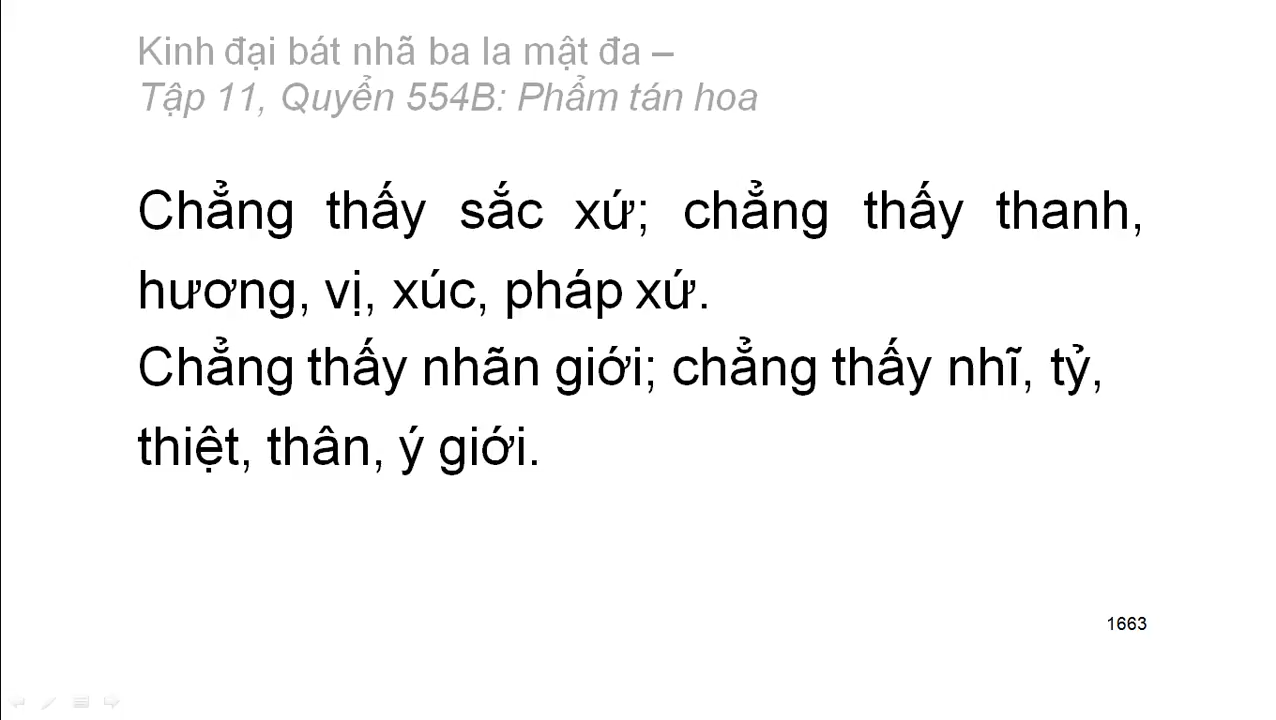 Kinh đại bát nhã ba la mật đa –
Tập 11, Quyển 554B: Phẩm tán hoa
Chẳng thấy sắc xứ; chẳng thấy thanh,
hương, vị, xúc, pháp xứ.
Chẳng thấy nhãn giới; chẳng thấy nhĩ, tỷ,
thiệt, thân, ý giới.
1663